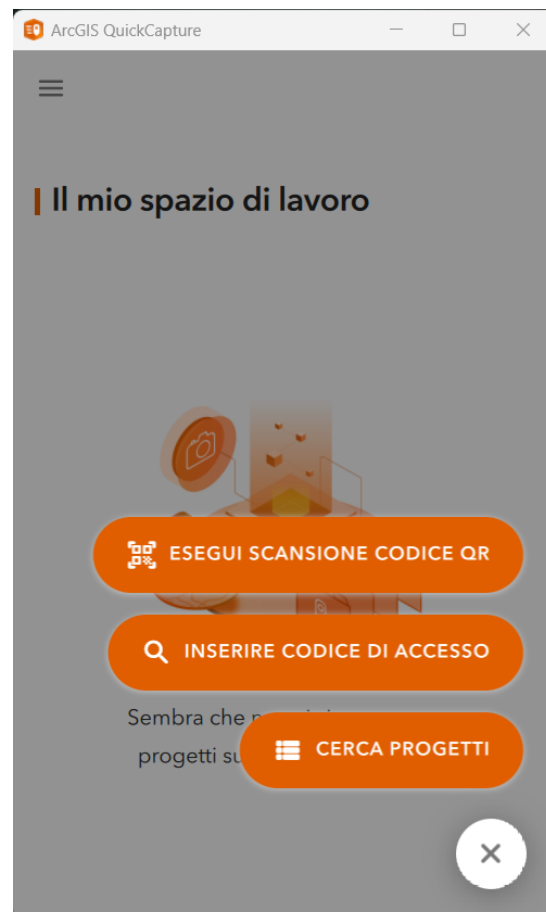 ArcGIS QuickCapture
Il mio spazio di lavoro
ESEGUI SCANSIONE CODICE QR
INSERIRE CODICE DI ACCESSO
Sembra che
CERCA PROGETTI
progetti